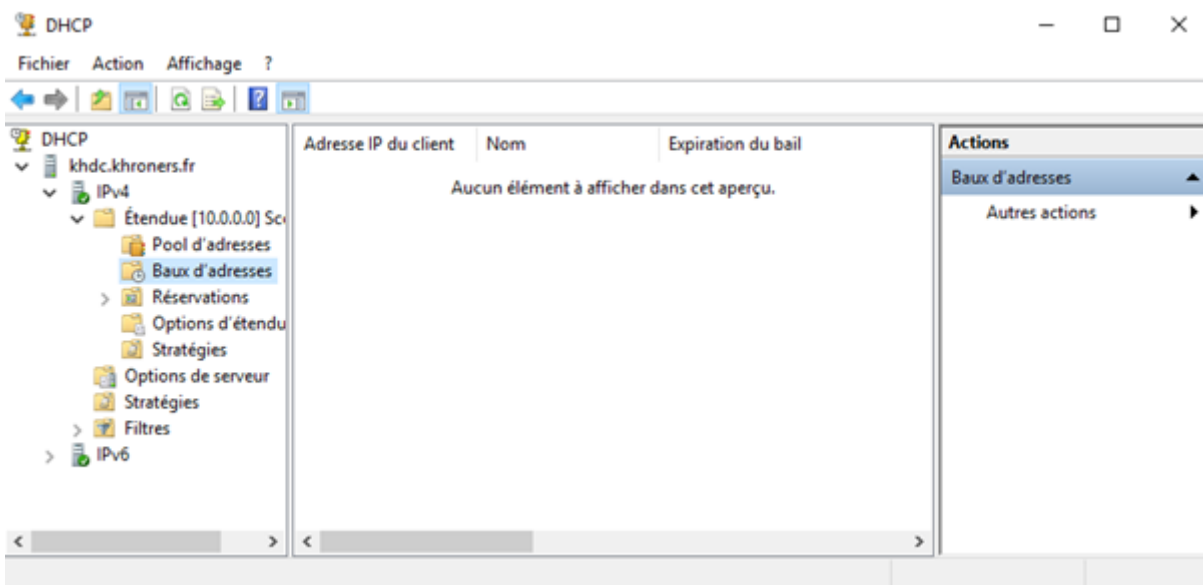 DHCP
Fichier Action Affichage ?
DHCP
khdc.khroners.fr
IPv4
Étendue [10.0.0.0]
Pool d'adresses
Baux d'adresses
Réservations
Options d'étendu
Stratégies
Options de serveur
Stratégies
Filtres
IPv6
Adresse IP du client Nom Expiration du bail
Aucun élément à afficher dans cet aperçu.
Actions
Baux d'adresses
Autres actions